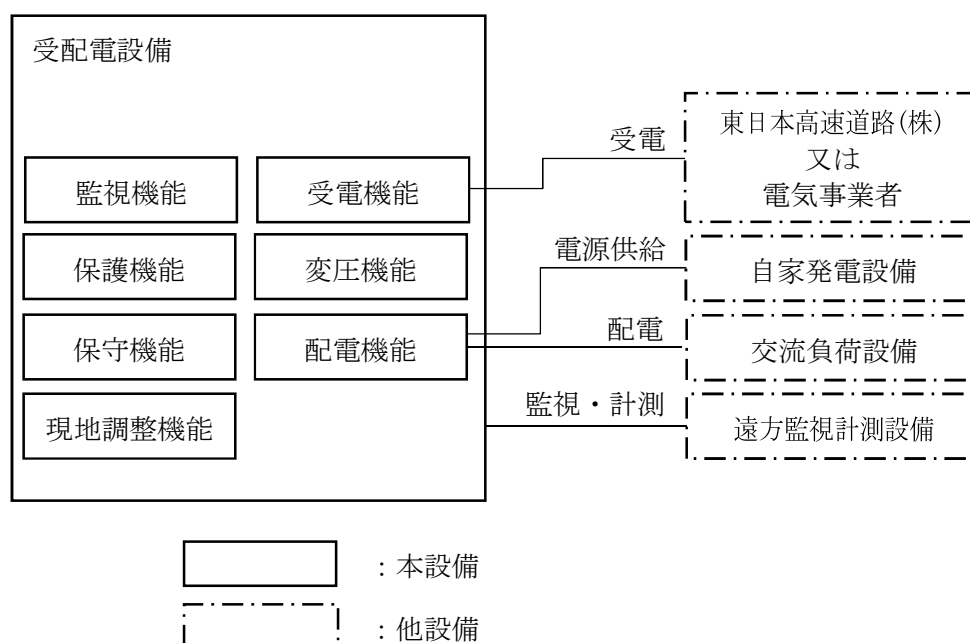 受配電設備
監視機能
受電機能
保護機能
変圧機能
保守機能
配電機能
現地調整機能
受電
東日本高速道路(株)
又は
電気事業者
電源供給
自家発電設備
配電
交流負荷設備
監視・計測
遠方監視計測設備
：本設備
：他設備